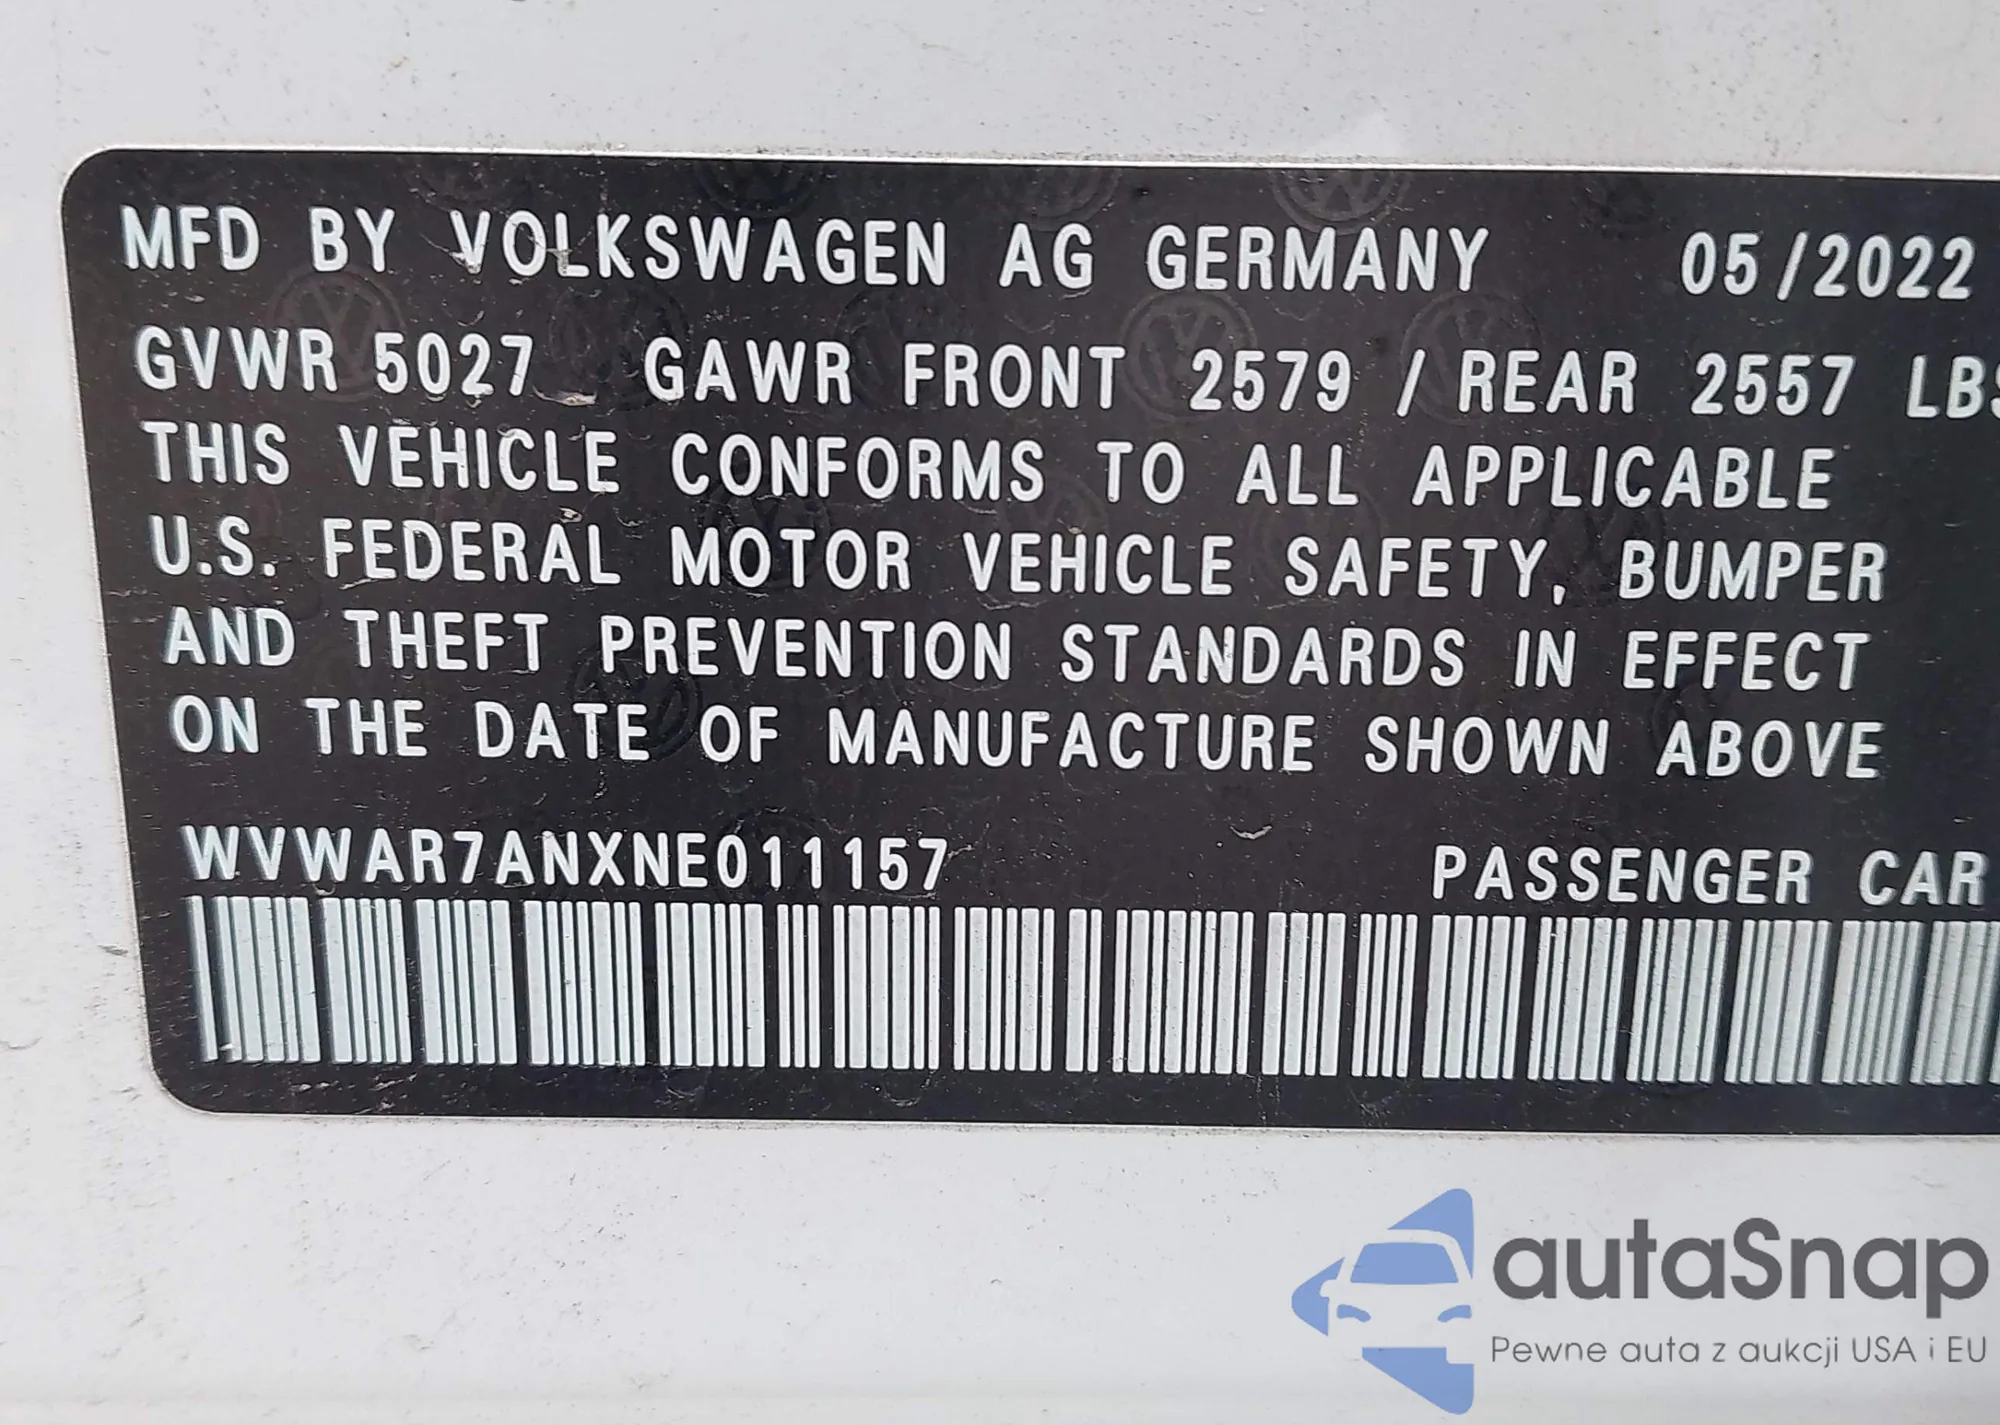 MFD BY VOLKSWAGEN AG GERMANY 05/2022
GVWR 5027 GAWR FRONT 2579 / REAR 2557 LBS
THIS VEHICLE CONFORMS TO ALL APPLICABLE
U.S. FEDERAL MOTOR VEHICLE SAFETY, BUMPER
AND THEFT PREVENTION STANDARDS IN EFFECT
ON THE DATE OF MANUFACTURE SHOWN ABOVE
WVWAR7ANXNE011157 PASSENGER CAR
autaSnap
Pewne auta z aukcji USA i EU